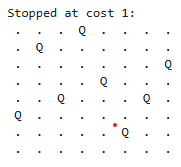 Stopped at cost 1:
. . . Q . . . .
. Q . . . . . .
. . . . . . . Q
. . . . Q . . .
. . Q . . . Q .
Q . . . . . . .
. . . . . Q . .
. . . . . . . .